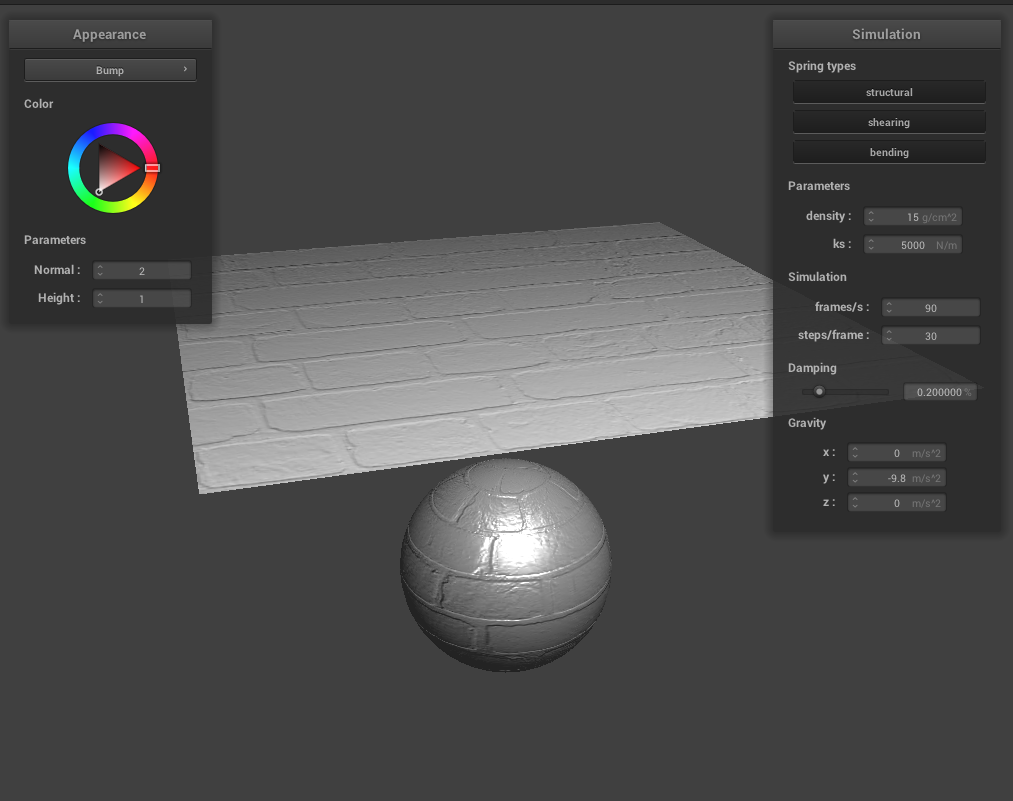 Appearance
Bump ›
Color
Parameters
Normal : 2
Height : 1
Simulation
Spring types
structural
shearing
bending
Parameters
density : 15 g/cm^2
ks : 5000 N/m
Simulation
frames/s : 90
steps/frame : 30
Damping
0.200000 %
Gravity
x : 0 m/s^2
y : -9.8 m/s^2
z : 0 m/s^2